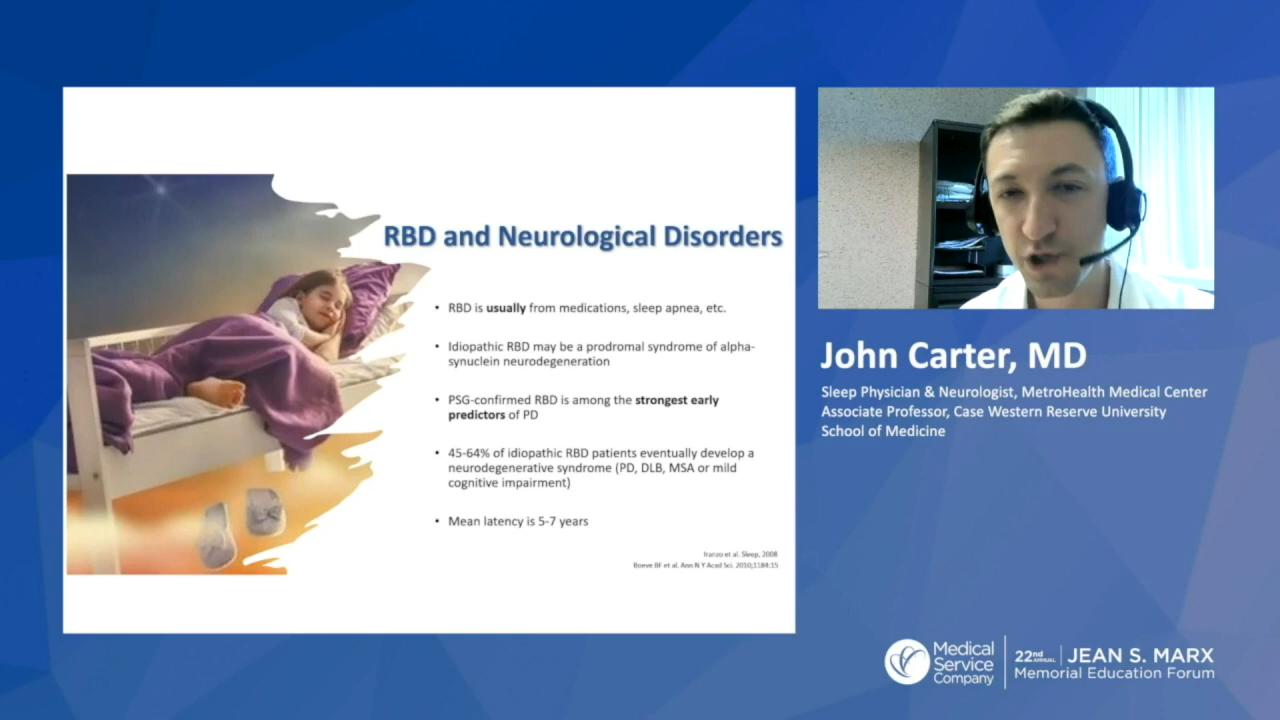 RBD and Neurological Disorders
• RBD is usually from medications, sleep apnea, etc.
• Idiopathic RBD may be a prodromal syndrome of alpha-
synuclein neurodegeneration
• PSG-confirmed RBD is among the strongest early
predictors of PD
• 45-64% of idiopathic RBD patients eventually develop a
neurodegenerative syndrome (PD, DLB, MSA or mild
cognitive impairment)
• Mean latency is 5-7 years
Iranzo et al. Sleep, 2008
Boeve BF et al. Ann N Y Acad Sci. 2010;1184:15
John Carter, MD
Sleep Physician & Neurologist, MetroHealth Medical Center
Associate Professor, Case Western Reserve University
School of Medicine
Medical
Service
Company
22nd ANNUAL JEAN S. MARX
Memorial Education Forum